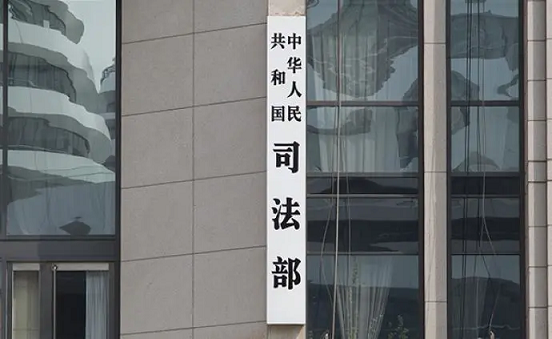 中华人民
共和国
司法部